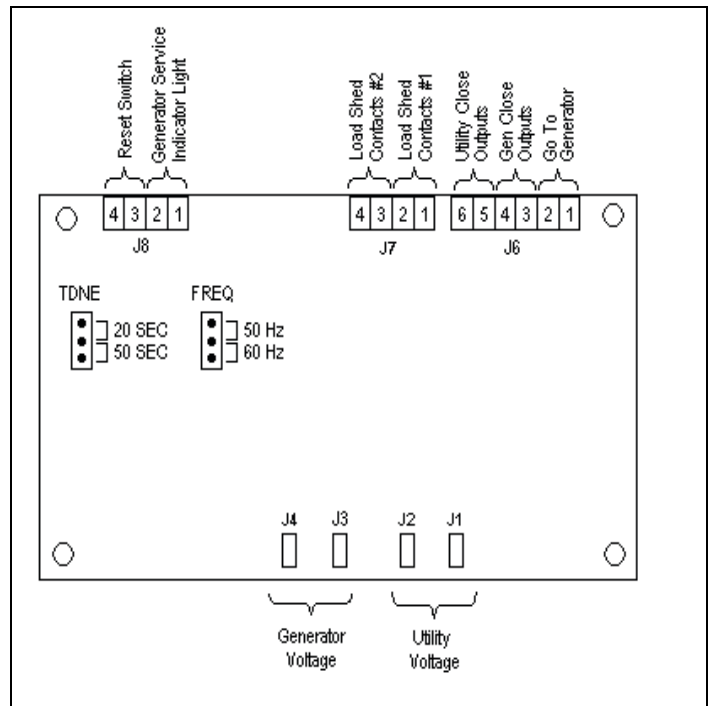 Reset Switch
Generator Service
Indicator Light
Load Shed
Contacts #2
Load Shed
Contacts #1
Utility Close
Outputs
Gen Close
Outputs
Go To
Generator
4 3 2 1
J8
4 3 2 1
J7
6 5 4 3 2 1
J6
TDNE
20 SEC
50 SEC
FREQ
50 Hz
60 Hz
J4 J3 J2 J1
Generator
Voltage
Utility
Voltage